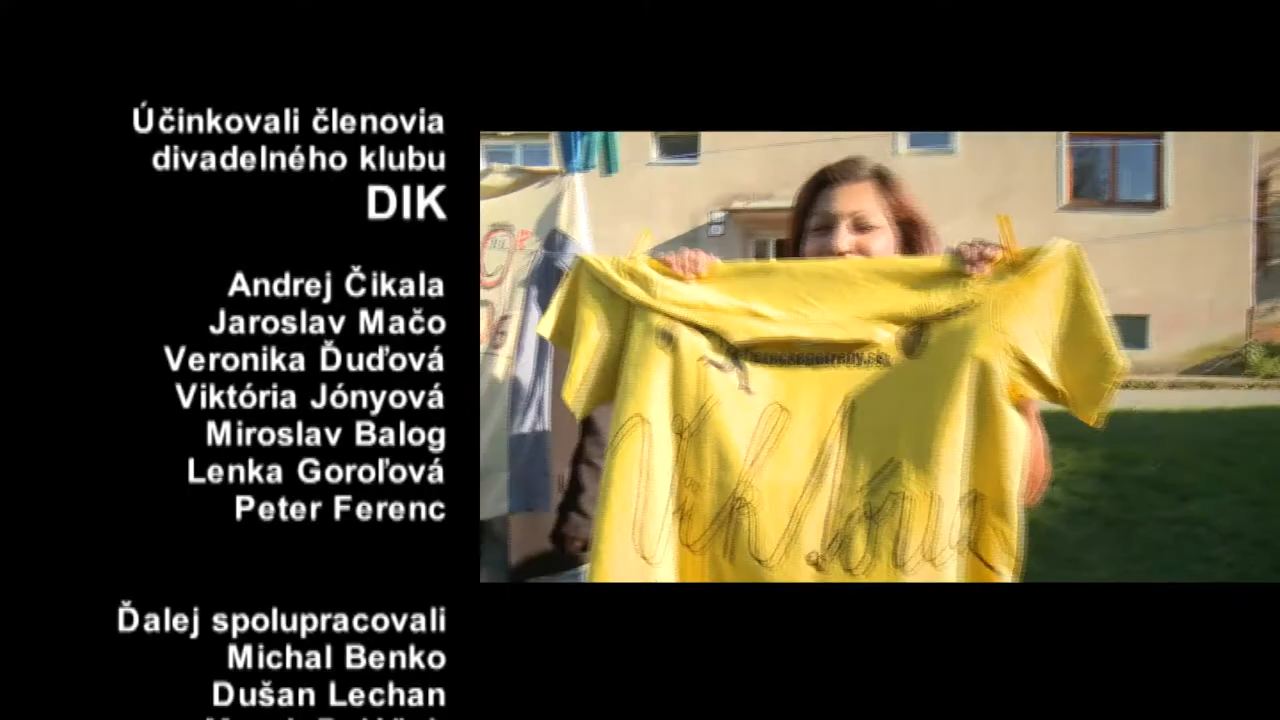 Účinkovali členovia
divadelného klubu
DIK
Andrej Čikala
Jaroslav Mačo
Veronika Ďuďová
Viktória Jónyová
Miroslav Balog
Lenka Goroľová
Peter Ferenc
Ďalej spolupracovali
Michal Benko
Dušan Lechan
Viktória